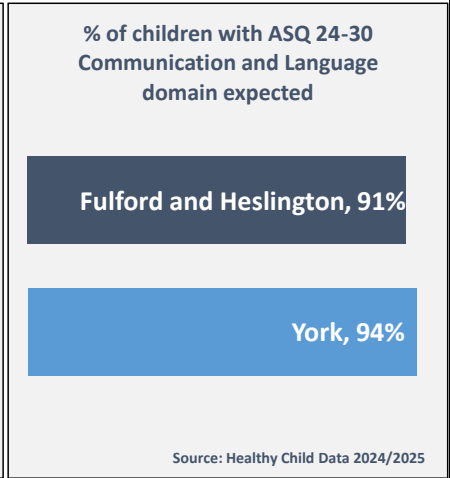 % of children with ASQ 24-30
Communication and Language
domain expected
Fulford and Heslington, 91%
York, 94%
Source: Healthy Child Data 2024/2025